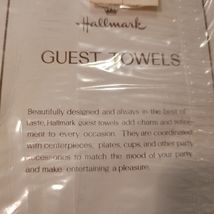 Hallmark
GUEST TOWELS
Beautifully designed and always in the best of
taste, Hallmark guest towels add charm and refine-
ment to every occasion. They are coordinated
with centerpieces, plates, cups, and other party
accessories to match the mood of your party
and make entertaining a pleasure.